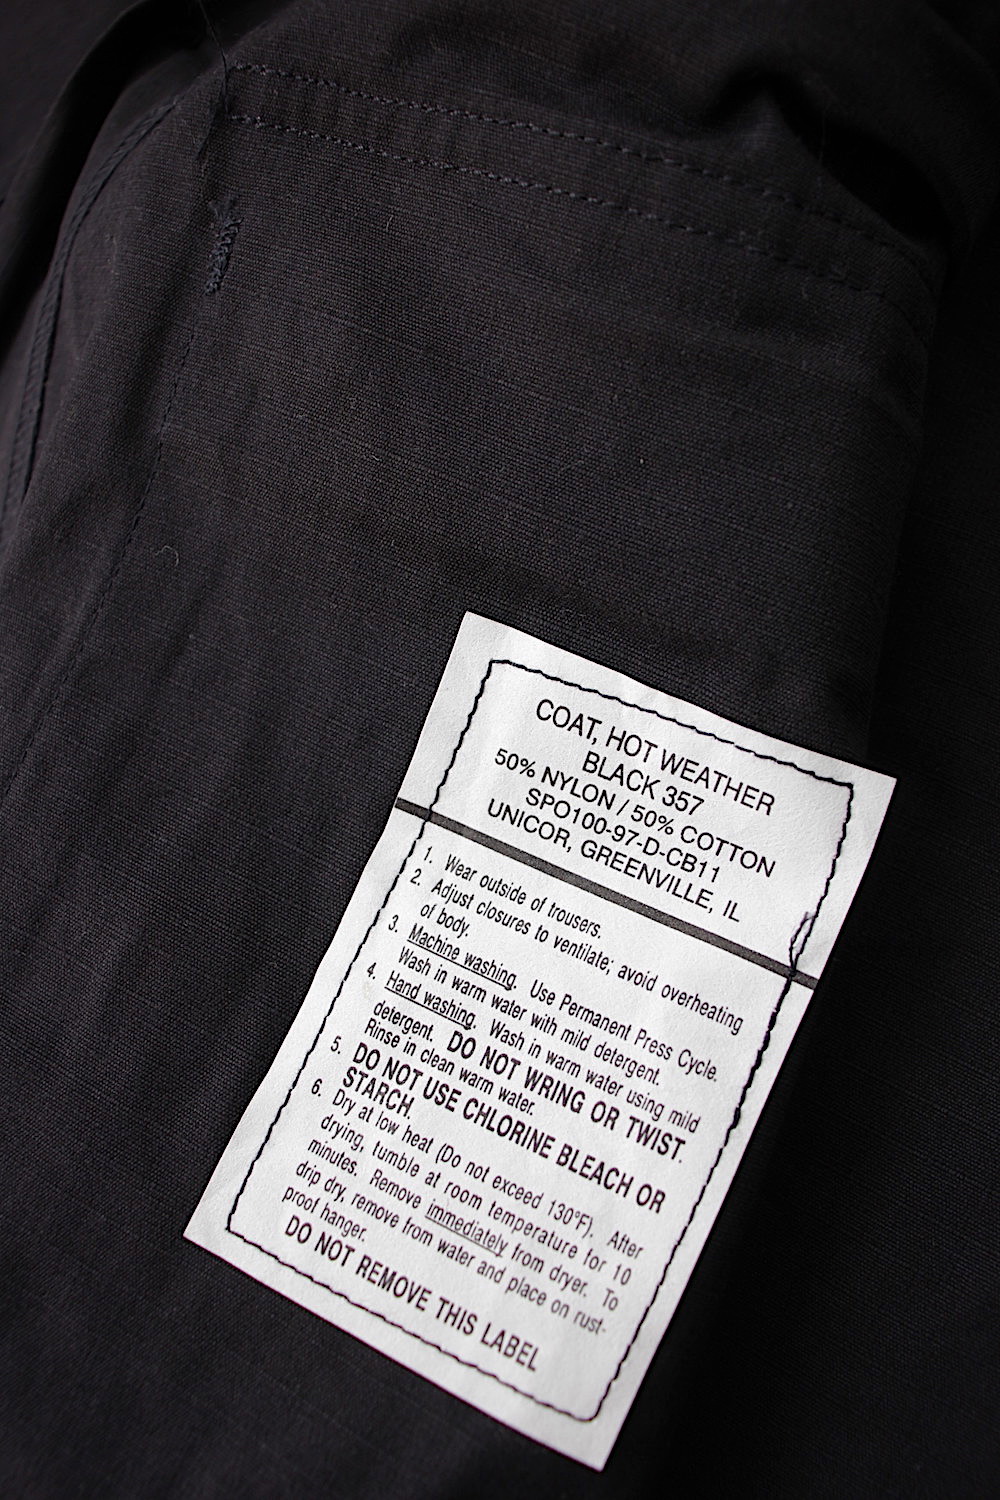 COAT, HOT WEATHER
BLACK 357
50% NYLON / 50% COTTON
SPO100-97-D-CB11
UNICOR, GREENVILLE, IL
1. Wear outside of trousers.
2. Adjust closures to ventilate; avoid overheating
of body.
3. Machine washing. Use Permanent Press Cycle.
Wash in warm water with mild detergent.
4. Hand washing. Wash in warm water using mild
detergent. DO NOT WRING OR TWIST.
Rinse in clean warm water.
5. DO NOT USE CHLORINE BLEACH OR
STARCH.
6. Dry at low heat (Do not exceed 130°F). After
drying, tumble at room temperature for 10
minutes. Remove immediately from dryer. To
drip dry, remove from water and place on rust-
proof hanger.
DO NOT REMOVE THIS LABEL